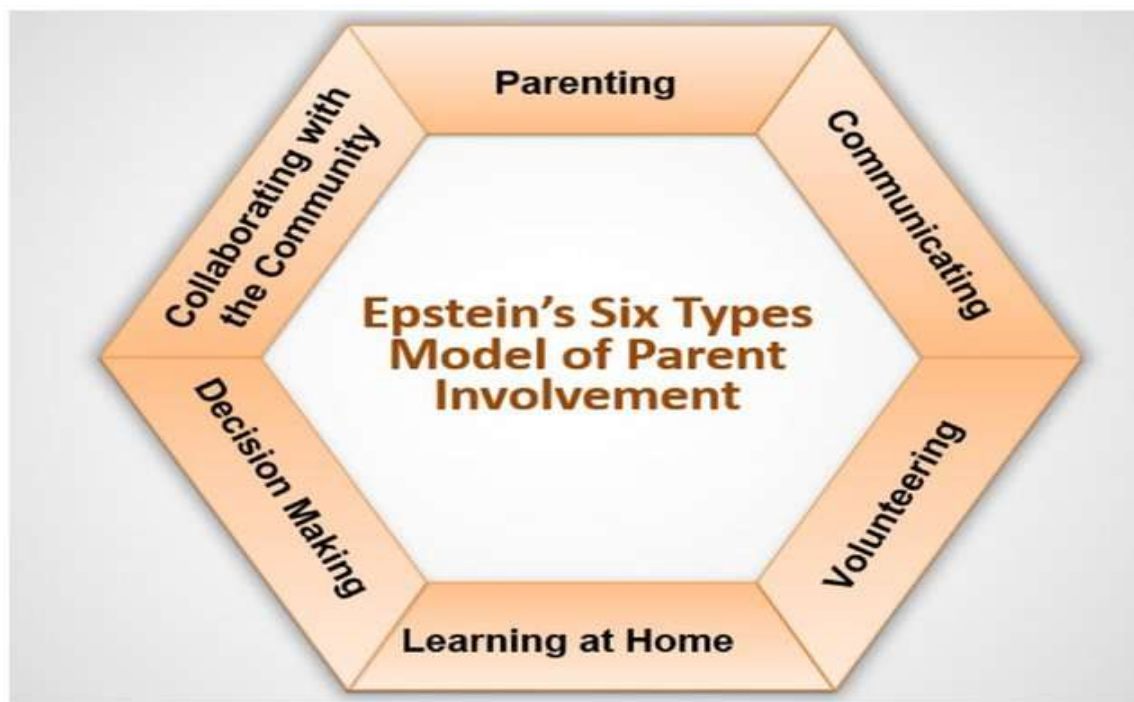 Parenting
Communicating
Volunteering
Learning at Home
Decision Making
Collaborating with
the Community
Epstein's Six Types
Model of Parent
Involvement